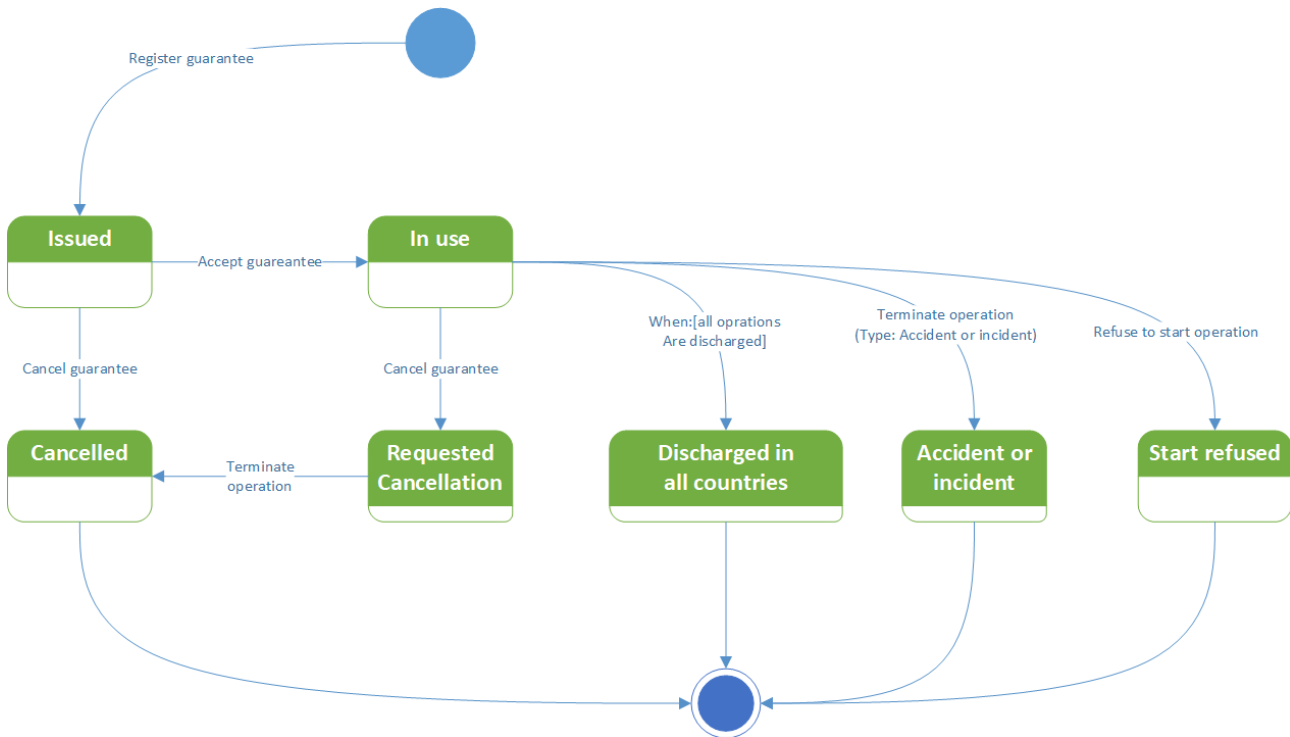 Register guarantee
Issued
In use
Accept guareantee
When:[all oprations
Are discharged]
Terminate operation
(Type: Accident or incident)
Refuse to start operation
Cancel guarantee
Cancel guarantee
Cancelled
Requested
Cancellation
Discharged in
all countries
Accident or
incident
Start refused
Terminate
operation